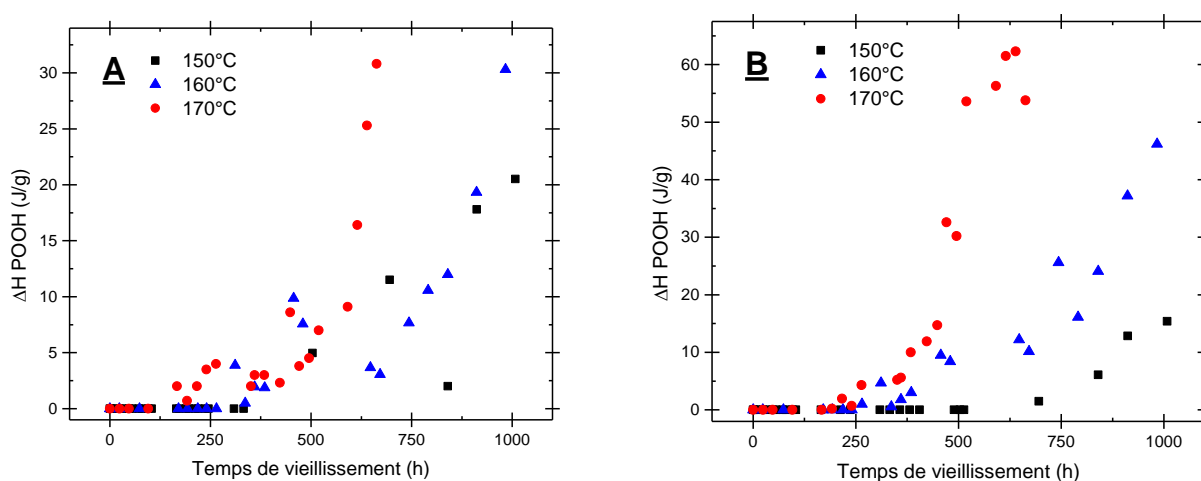 A
150°C
160°C
170°C
30
25
20
15
10
5
0
ΔH POOH (J/g)
0 250 500 750 1000
Temps de vieillissement (h)
B
150°C
160°C
170°C
60
50
40
30
20
10
0
ΔH POOH (J/g)
0 250 500 750 1000
Temps de vieillissement (h)